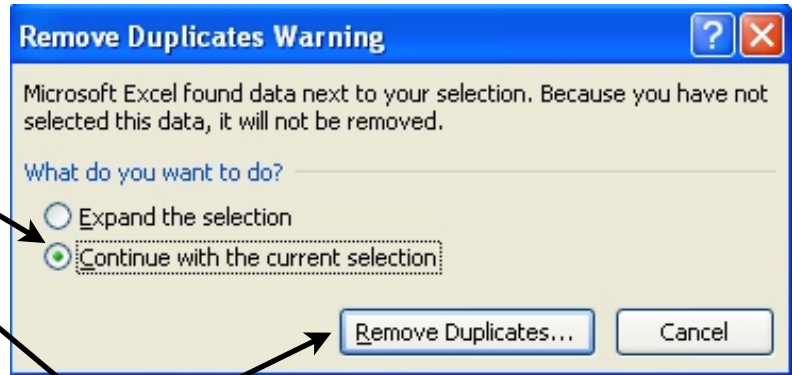 Remove Duplicates Warning
?
Microsoft Excel found data next to your selection. Because you have not
selected this data, it will not be removed.
What do you want to do?
Expand the selection
Continue with the current selection
Remove Duplicates...
Cancel